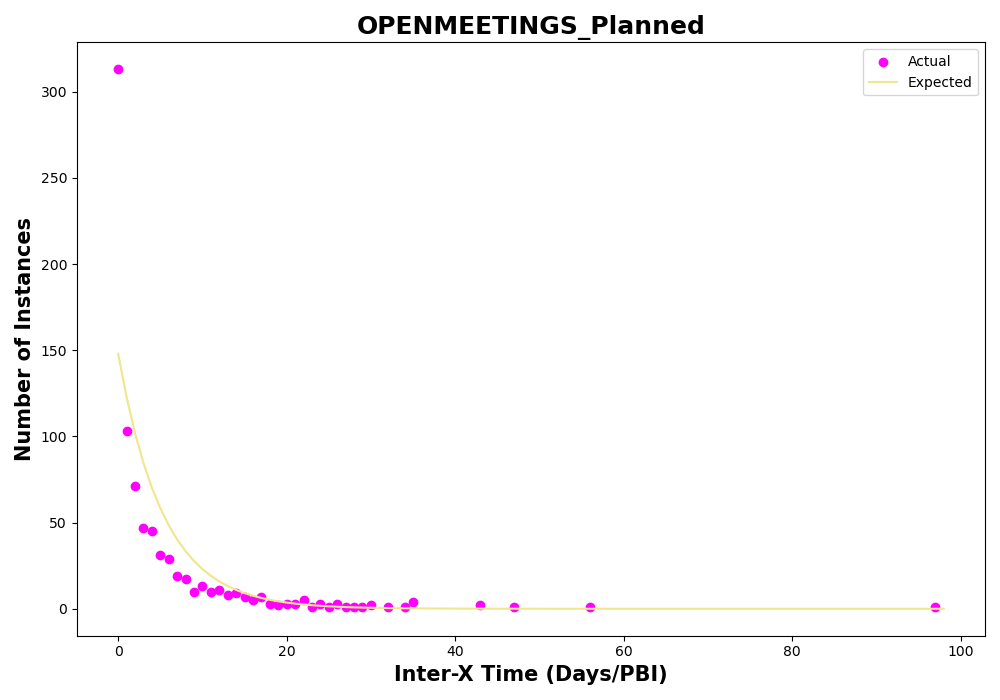 OPENMEETINGS_Planned
Actual
Expected
Number of Instances
300
250
200
150
100
50
0
0 20 40 60 80 100
Inter-X Time (Days/PBI)